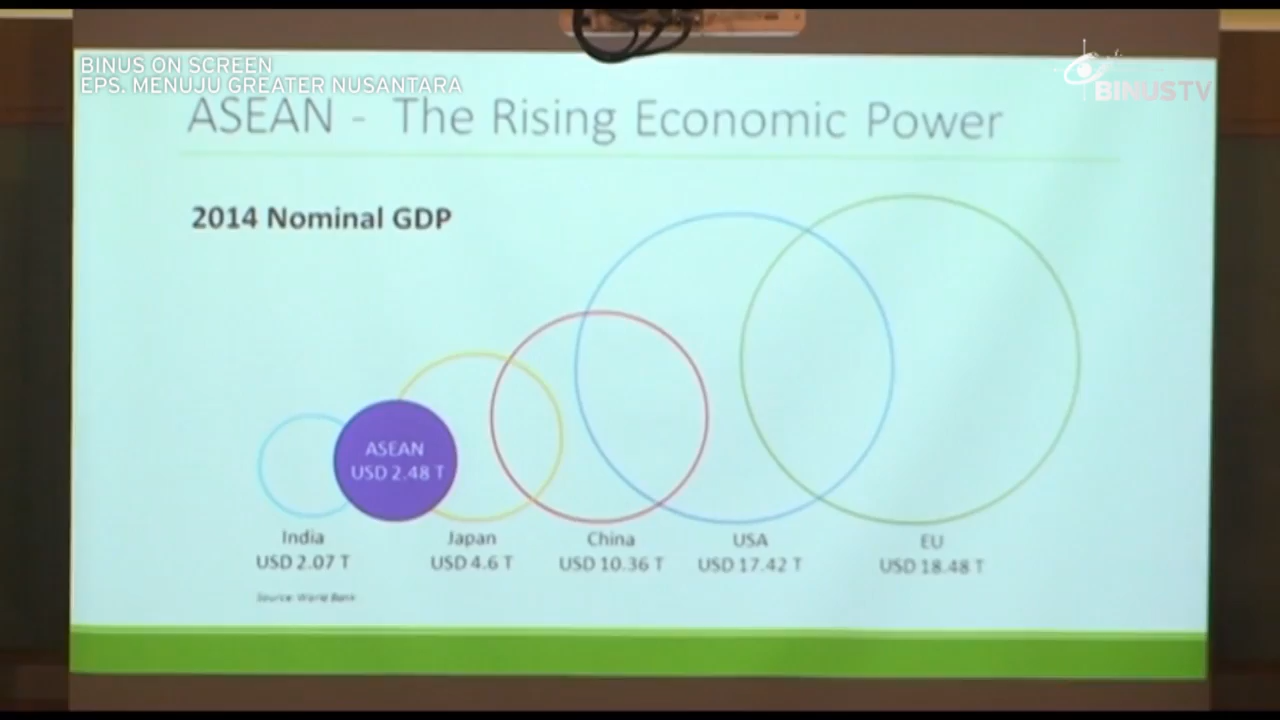 BINUS ON SCREEN
EPS. MENUJU GREATER NUSANTARA
BINUSTV
ASEAN - The Rising Economic Power
2014 Nominal GDP
ASEAN
USD 2.48 T
India
USD 2.07 T
Japan
USD 4.6 T
China
USD 10.36 T
USA
USD 17.42 T
EU
USD 18.48 T
Source: World Bank